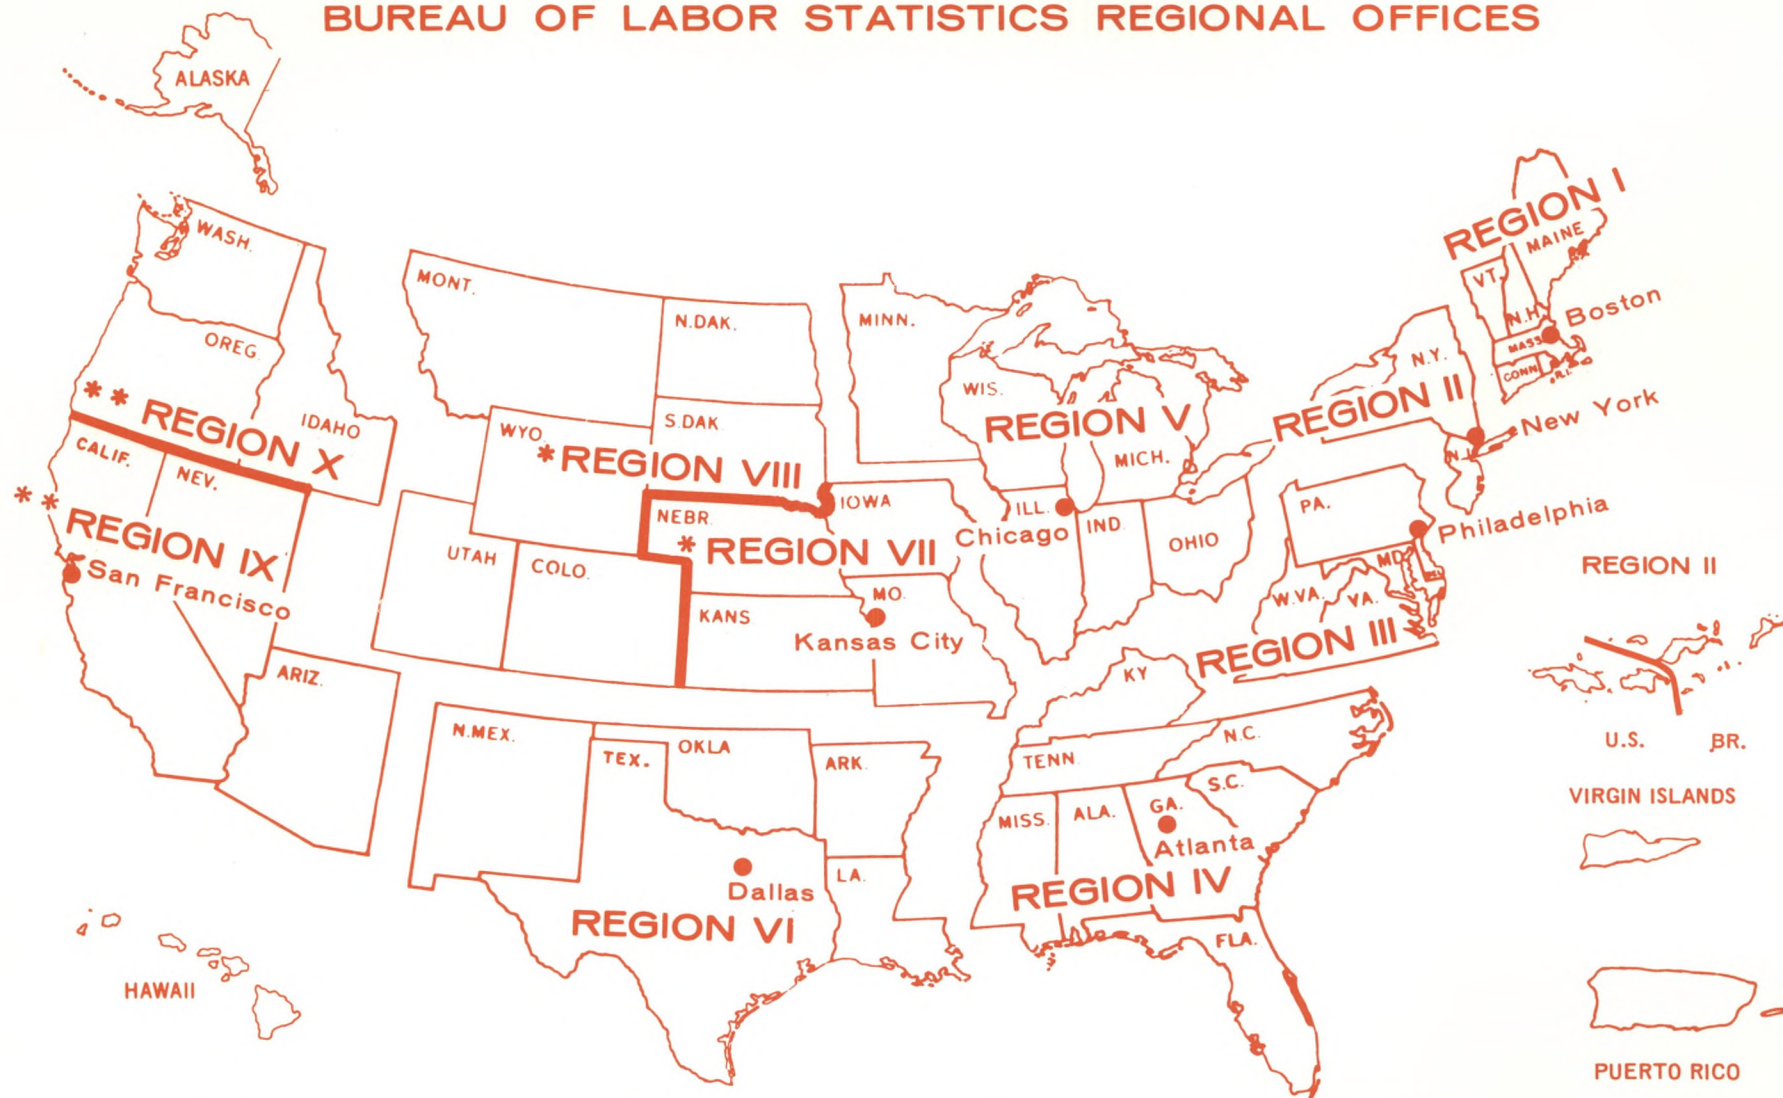 BUREAU OF LABOR STATISTICS REGIONAL OFFICES
ALASKA
REGION I
MAINE
WASH.
VT.
N.H.
MONT.
N.DAK.
MINN.
Boston
MASS
OREG.
N.Y.
CONN
R.I.
WIS.
** REGION X
IDAHO
WYO.
S.DAK
REGION V
REGION II
New York
CALIF.
NEV.
*REGION VIII
MICH.
N.J.
**
REGION IX
NEBR.
IOWA
ILL.
Chicago
IND.
OHIO
PA.
Philadelphia
* REGION VII
UTAH
COLO.
MD.
REGION II
San Francisco
KANS
MO.
Kansas City
W.VA.
VA.
DEL.
REGION III
ARIZ.
KY
N.MEX.
TEX.
OKLA
ARK.
TENN
N.C.
U.S.
BR.
VIRGIN ISLANDS
S.C.
MISS.
ALA.
GA.
Atlanta
LA.
Dallas
REGION VI
REGION IV
FLA.
HAWAII
PUERTO RICO